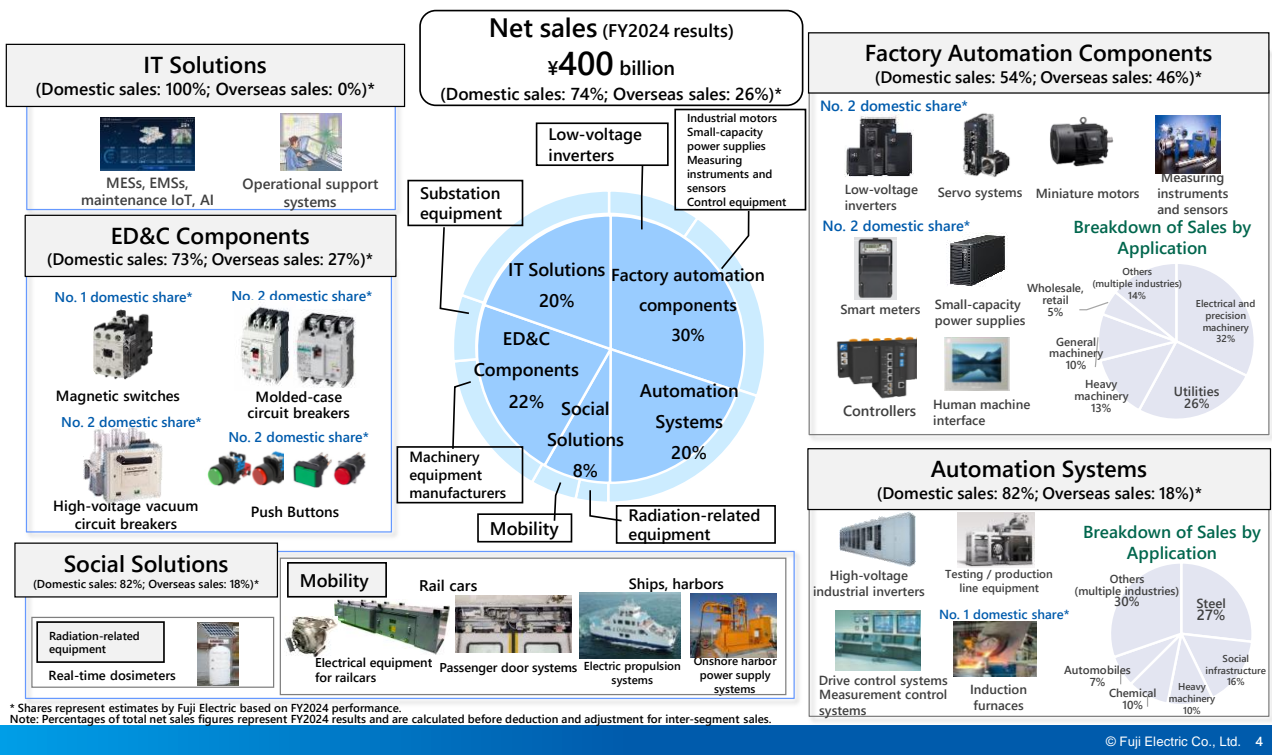 Net sales (FY2024 results)
¥400 billion
(Domestic sales: 74%; Overseas sales: 26%)*
IT Solutions
(Domestic sales: 100%; Overseas sales: 0%)*
MESs, EMSs,
maintenance IoT, AI
Operational support
systems
ED&C Components
(Domestic sales: 73%; Overseas sales: 27%)*
No. 1 domestic share*
Magnetic switches
No. 2 domestic share*
Molded-case
circuit breakers
No. 2 domestic share*
High-voltage vacuum
circuit breakers
No. 2 domestic share*
Push Buttons
Low-voltage
inverters
Industrial motors
Small-capacity
power supplies
Measuring
instruments and
sensors
Control equipment
Substation
equipment
IT Solutions
20%
Factory automation
components
30%
ED&C
Components
22%
Social
Solutions
8%
Automation
Systems
20%
Machinery
equipment
manufacturers
Mobility
Radiation-related
equipment
Factory Automation Components
(Domestic sales: 54%; Overseas sales: 46%)*
No. 2 domestic share*
Low-voltage
inverters
Servo systems
Miniature motors
Measuring
instruments
and sensors
No. 2 domestic share*
Smart meters
Small-capacity
power supplies
Controllers
Human machine
interface
Breakdown of Sales by
Application
Others
(multiple industries)
14%
Wholesale,
retail
5%
General
machinery
10%
Heavy
machinery
13%
Electrical and
precision
machinery
32%
Utilities
26%
Automation Systems
(Domestic sales: 82%; Overseas sales: 18%)*
High-voltage
industrial inverters
Testing / production
line equipment
No. 1 domestic share*
Drive control systems
Measurement control
systems
Induction
furnaces
Breakdown of Sales by
Application
Others
(multiple industries)
30%
Steel
27%
Social
infrastructure
16%
Automobiles
7%
Chemical
10%
Heavy
machinery
10%
Social Solutions
(Domestic sales: 82%; Overseas sales: 18%)*
Radiation-related
equipment
Real-time dosimeters
Mobility
Rail cars
Ships, harbors
Electrical equipment
for railcars
Passenger door systems
Electric propulsion
systems
Onshore harbor
power supply
systems
* Shares represent estimates by Fuji Electric based on FY2024 performance.
Note: Percentages of total net sales figures represent FY2024 results and are calculated before deduction and adjustment for inter-segment sales.
© Fuji Electric Co., Ltd. 4